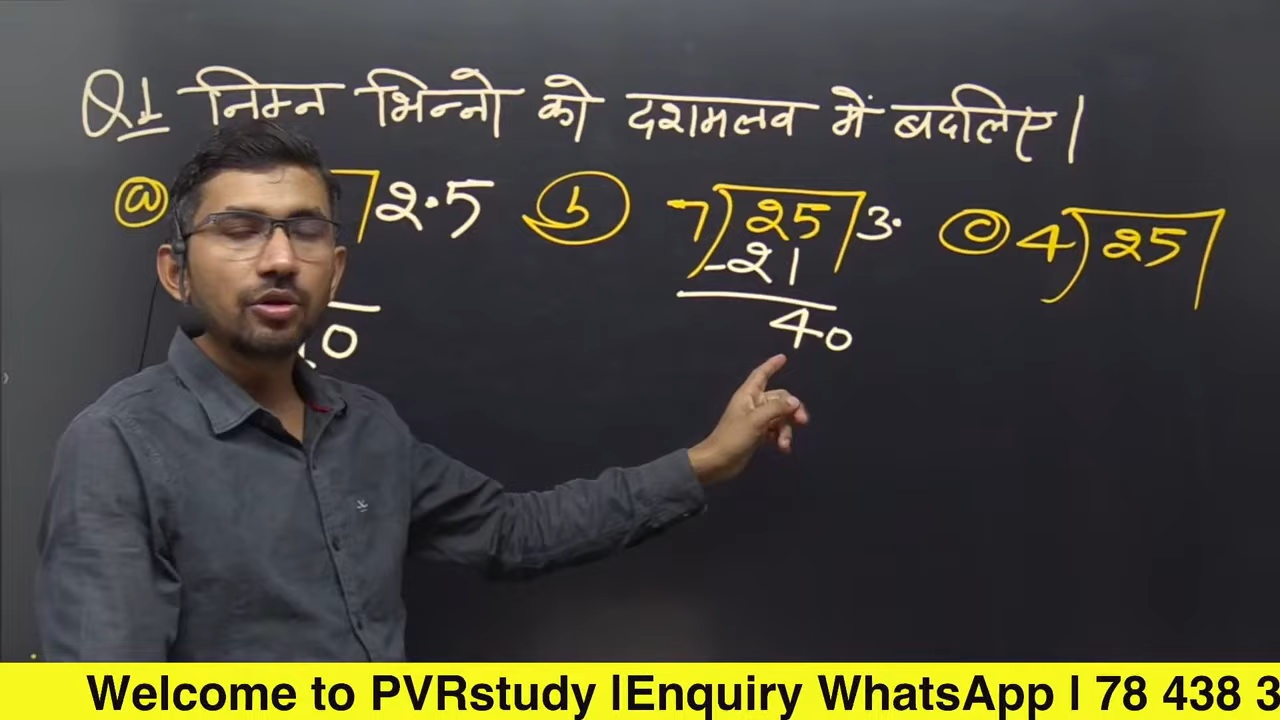 Q1 निम्न भिन्नो को दशमलव में बदलिए।
a 2.5 b 7) 25 (3. c 4) 25
-21
0 40
Welcome to PVRstudy |Enquiry WhatsApp | 78 438 3